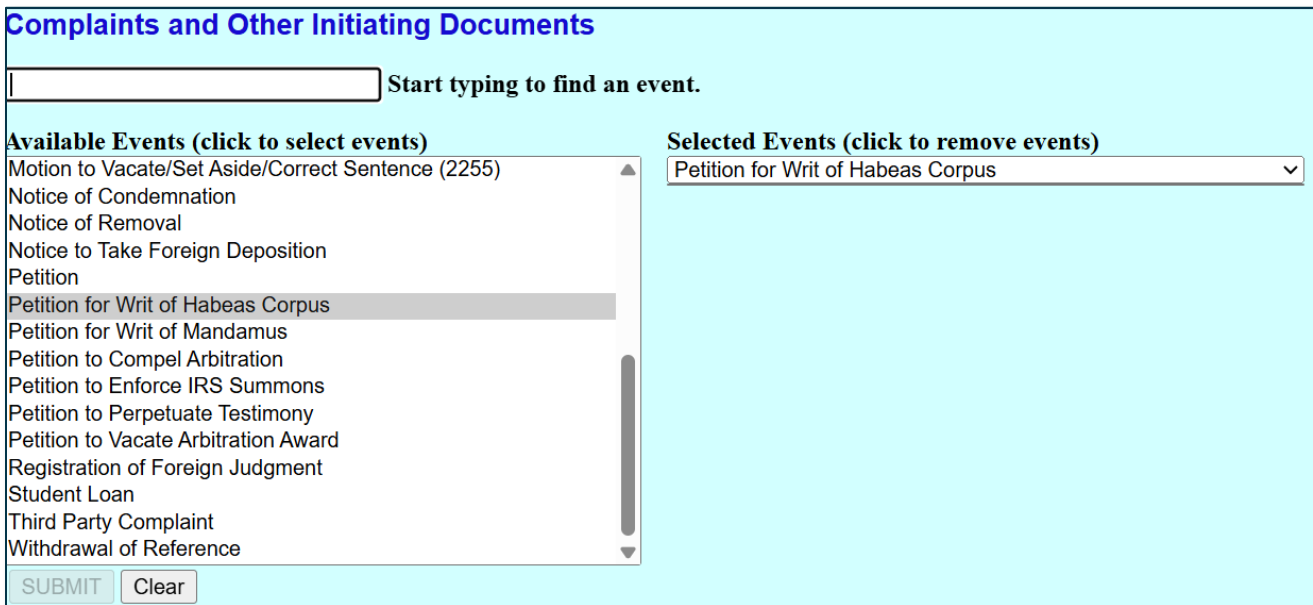 Complaints and Other Initiating Documents
Start typing to find an event.
Available Events (click to select events)
Motion to Vacate/Set Aside/Correct Sentence (2255)
Notice of Condemnation
Notice of Removal
Notice to Take Foreign Deposition
Petition
Petition for Writ of Habeas Corpus
Petition for Writ of Mandamus
Petition to Compel Arbitration
Petition to Enforce IRS Summons
Petition to Perpetuate Testimony
Petition to Vacate Arbitration Award
Registration of Foreign Judgment
Student Loan
Third Party Complaint
Withdrawal of Reference
Selected Events (click to remove events)
Petition for Writ of Habeas Corpus
SUBMIT Clear